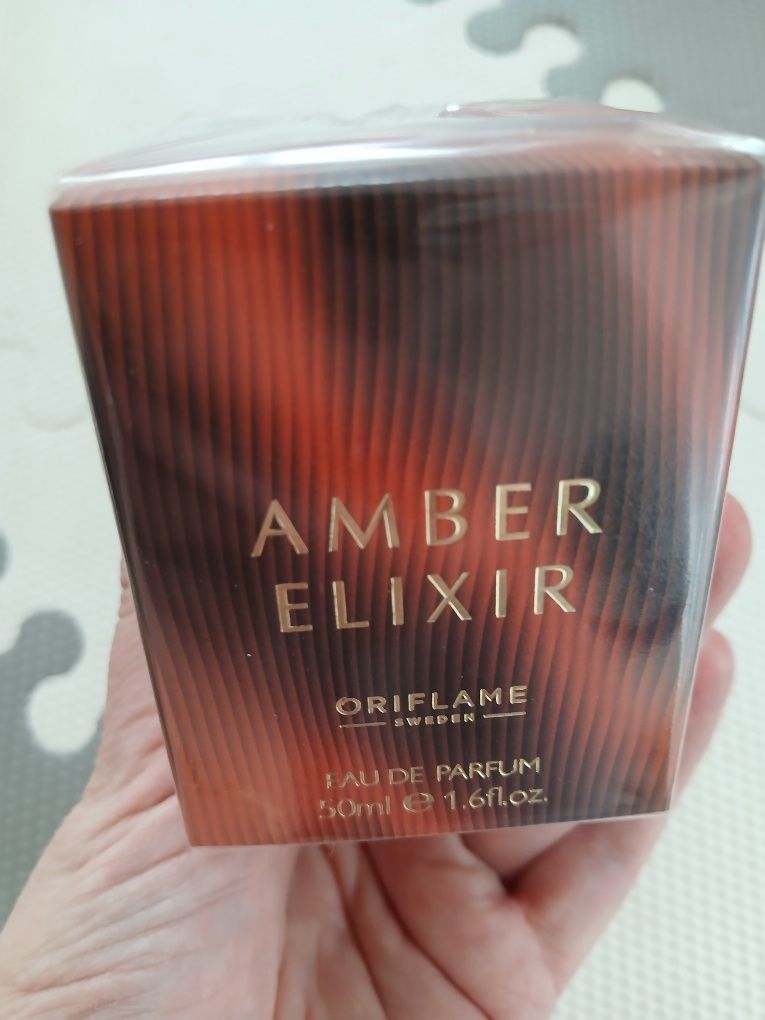 AMBER
ELIXIR
ORIFLAME
SWEDEN
EAU DE PARFUM
50ml ℮ 1.6fl.oz.